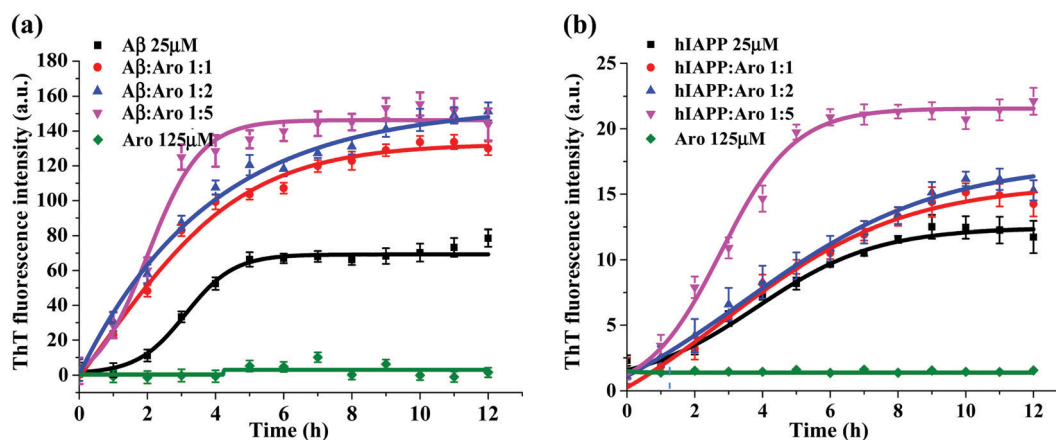 (a)
Aβ 25μM
Aβ:Aro 1:1
Aβ:Aro 1:2
Aβ:Aro 1:5
Aro 125μM
ThT fluorescence intensity (a.u.)
180
160
140
120
100
80
60
40
20
0
0 2 4 6 8 10 12
Time (h)
(b)
hIAPP 25μM
hIAPP:Aro 1:1
hIAPP:Aro 1:2
hIAPP:Aro 1:5
Aro 125μM
ThT fluorescence intensity (a.u.)
25
20
15
10
5
0
0 2 4 6 8 10 12
Time (h)